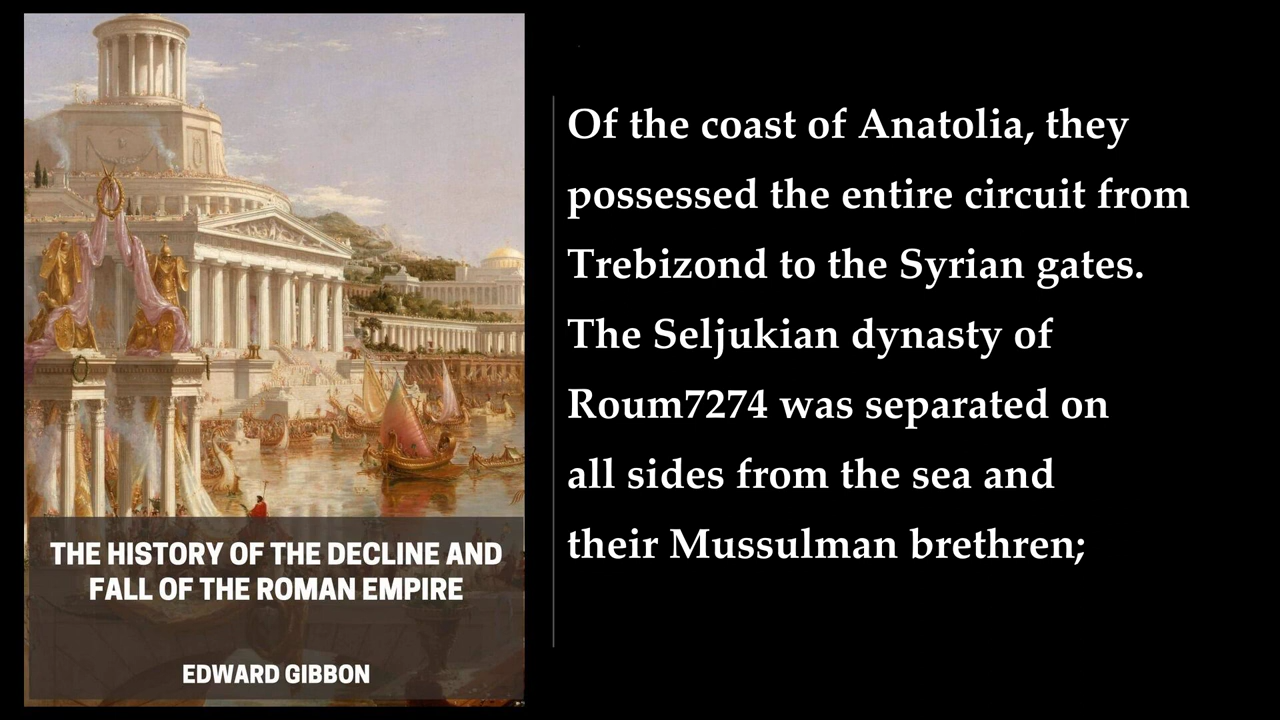 THE HISTORY OF THE DECLINE AND
FALL OF THE ROMAN EMPIRE
EDWARD GIBBON
Of the coast of Anatolia, they
possessed the entire circuit from
Trebizond to the Syrian gates.
The Seljukian dynasty of
Roum7274 was separated on
all sides from the sea and
their Mussulman brethren;